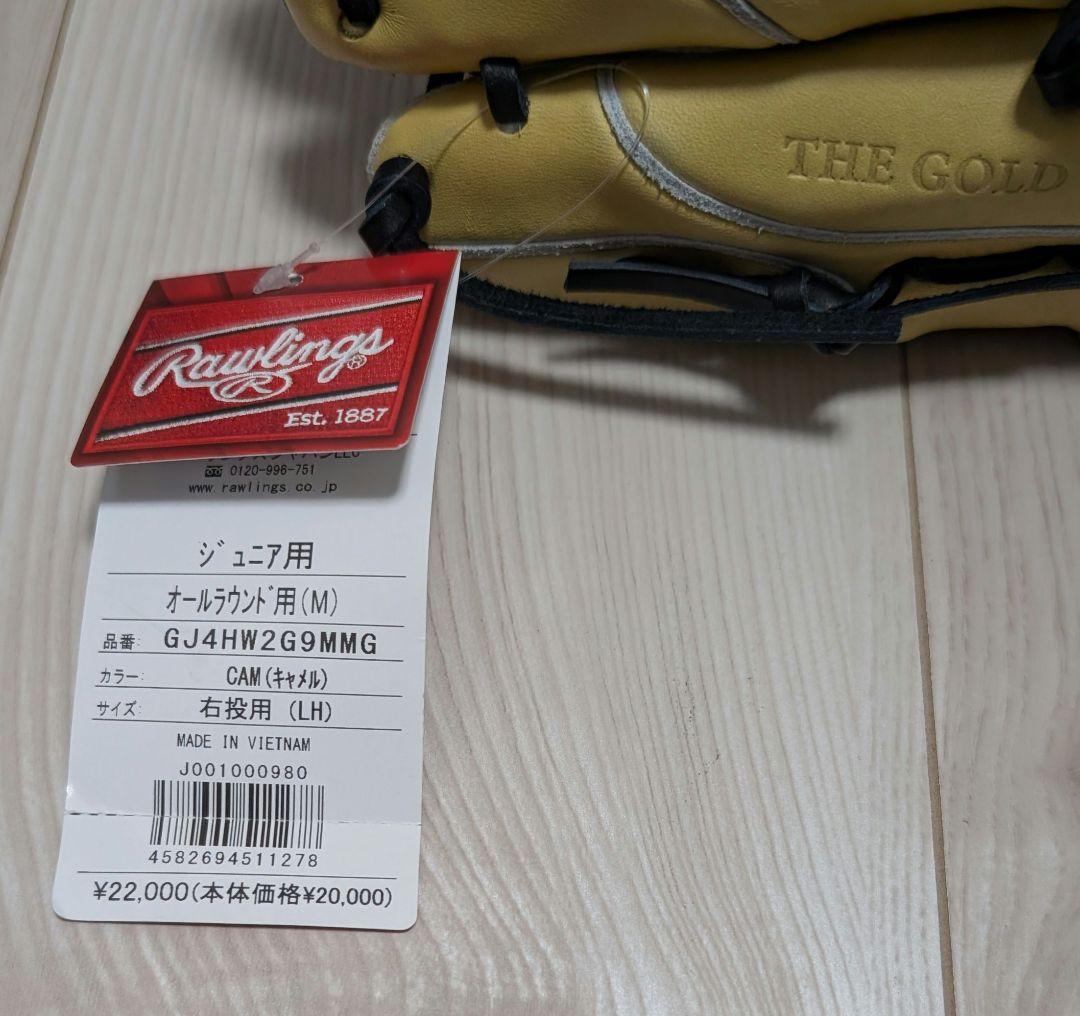 THE GOLD
Rawlings
R
Est. 1887
0120-996-751
www.rawlings.co.jp
ジュニア用
オールラウンド用(M)
品番: GJ4HW2G9MMG
カラー: CAM(キャメル)
サイズ: 右投用 (LH)
MADE IN VIETNAM
J001000980
4582694511278
¥22,000(本体価格¥20,000)